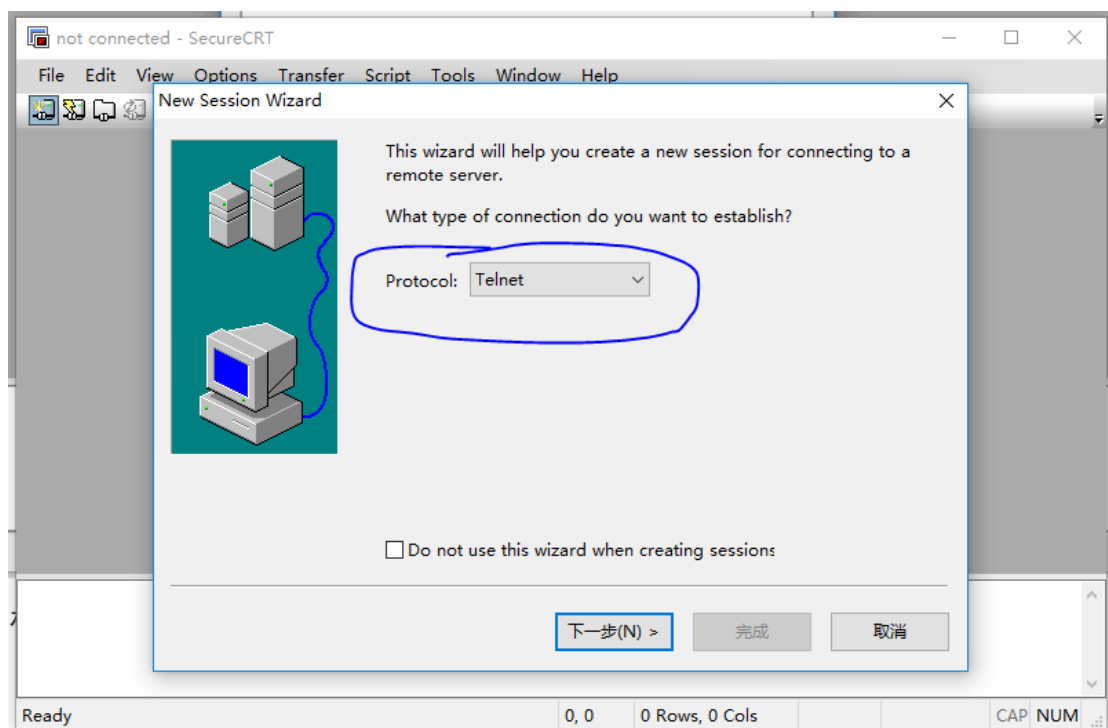 not connected - SecureCRT
File Edit View Options Transfer Script Tools Window Help
New Session Wizard
This wizard will help you create a new session for connecting to a
remote server.
What type of connection do you want to establish?
Protocol: Telnet
Do not use this wizard when creating sessions
下一步(N) >
完成
取消
Ready
0, 0
0 Rows, 0 Cols
CAP NUM